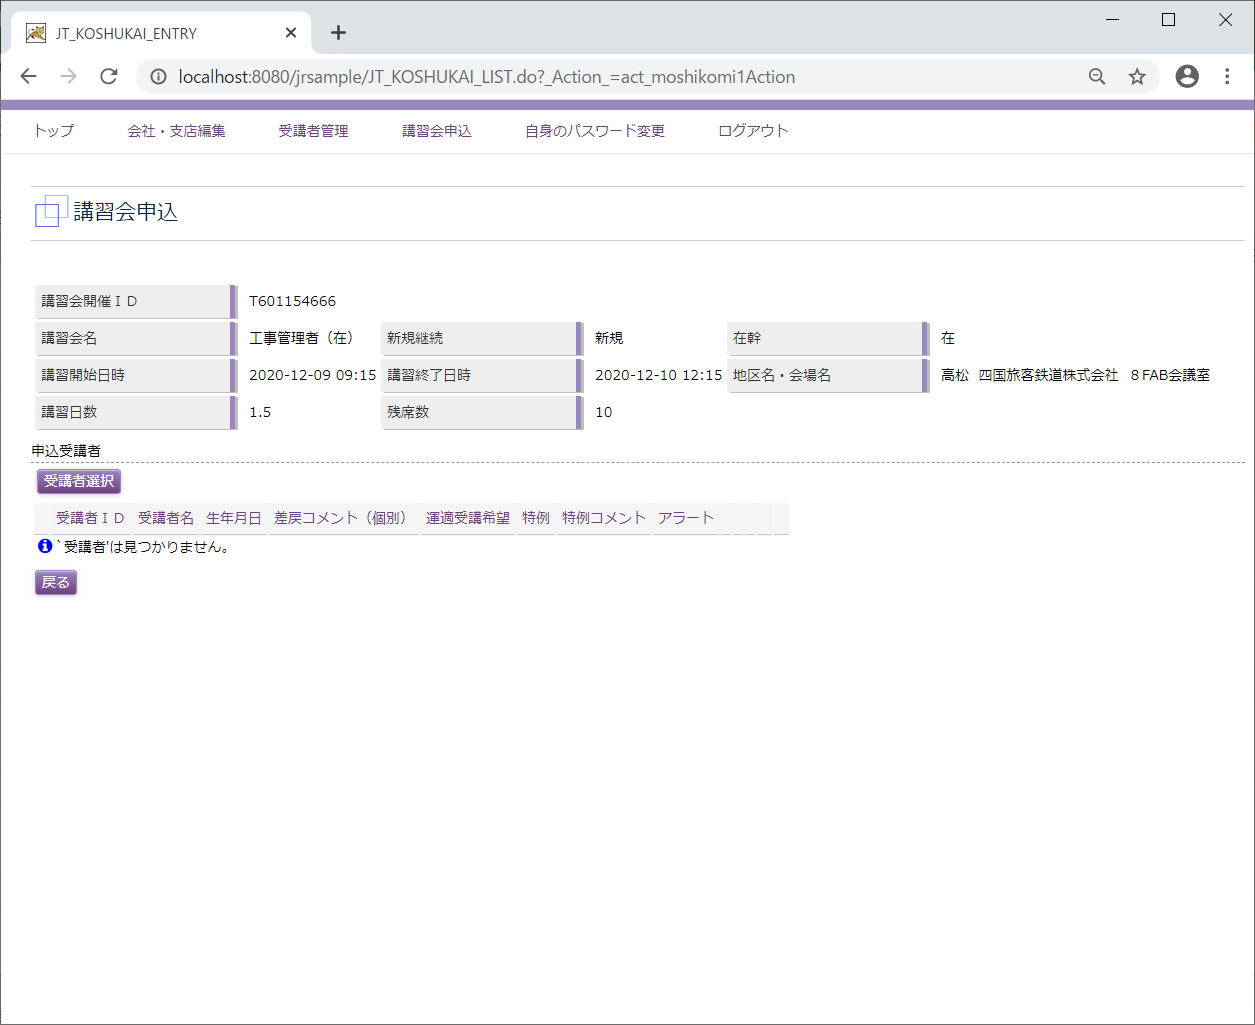 JT_KOSHUKAI_ENTRY
localhost:8080/jrsample/JT_KOSHUKAI_LIST.do?_Action_=act_moshikomi1Action
トップ 会社・支店編集 受講者管理 講習会申込 自身のパスワード変更 ログアウト
講習会申込
講習会開催ＩＤ T601154666
講習会名 工事管理者（在） 新規継続 新規 在幹 在
講習開始日時 2020-12-09 09:15 講習終了日時 2020-12-10 12:15 地区名・会場名 高松 四国旅客鉄道株式会社 ８FAB会議室
講習日数 1.5 残席数 10
申込受講者
受講者選択
受講者ＩＤ 受講者名 生年月日 差戻コメント（個別） 運適受講希望 特例 特例コメント アラート
`受講者'は見つかりません。
戻る